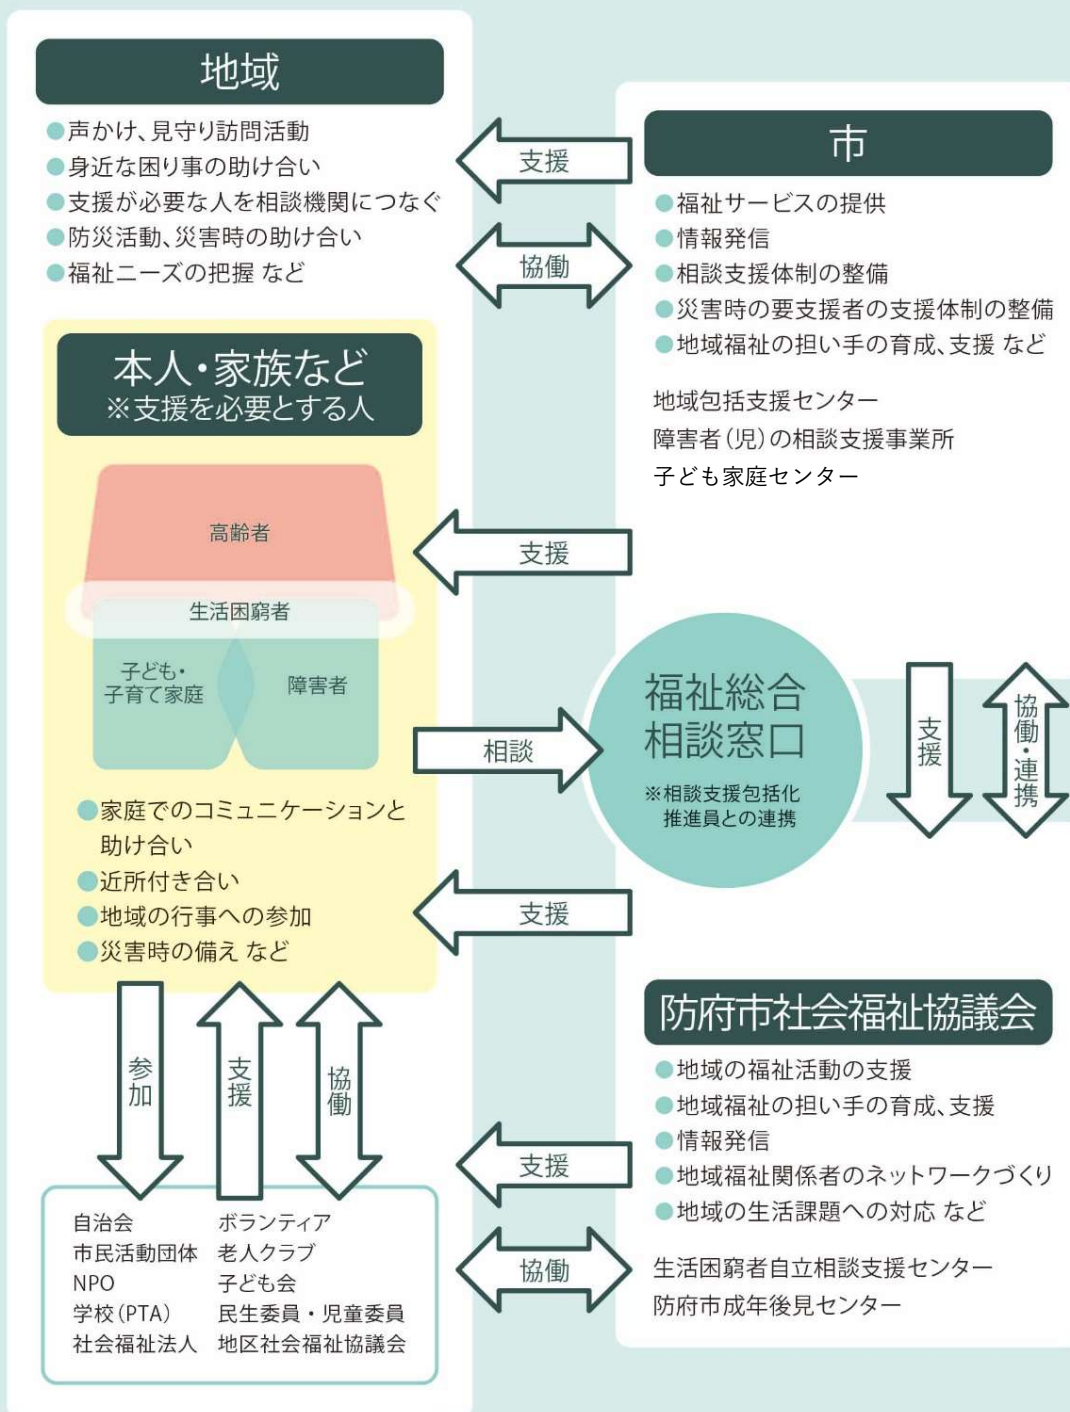 地域
●声かけ、見守り訪問活動
●身近な困り事の助け合い
●支援が必要な人を相談機関につなぐ
●防災活動、災害時の助け合い
●福祉ニーズの把握 など
支援
協働
市
●福祉サービスの提供
●情報発信
●相談支援体制の整備
●災害時の要支援者の支援体制の整備
●地域福祉の担い手の育成、支援 など
地域包括支援センター
障害者(児)の相談支援事業所
子ども家庭センター
本人・家族など
※支援を必要とする人
高齢者
生活困窮者
子ども・
子育て家庭
障害者
●家庭でのコミュニケーションと
助け合い
●近所付き合い
●地域の行事への参加
●災害時の備え など
支援
相談
支援
福祉総合
相談窓口
※相談支援包括化
推進員との連携
支援
協働・連携
参加
支援
協働
自治会 ボランティア
市民活動団体 老人クラブ
NPO 子ども会
学校(PTA) 民生委員・児童委員
社会福祉法人 地区社会福祉協議会
支援
協働
防府市社会福祉協議会
●地域の福祉活動の支援
●地域福祉の担い手の育成、支援
●情報発信
●地域福祉関係者のネットワークづくり
●地域の生活課題への対応 など
生活困窮者自立相談支援センター
防府市成年後見センター